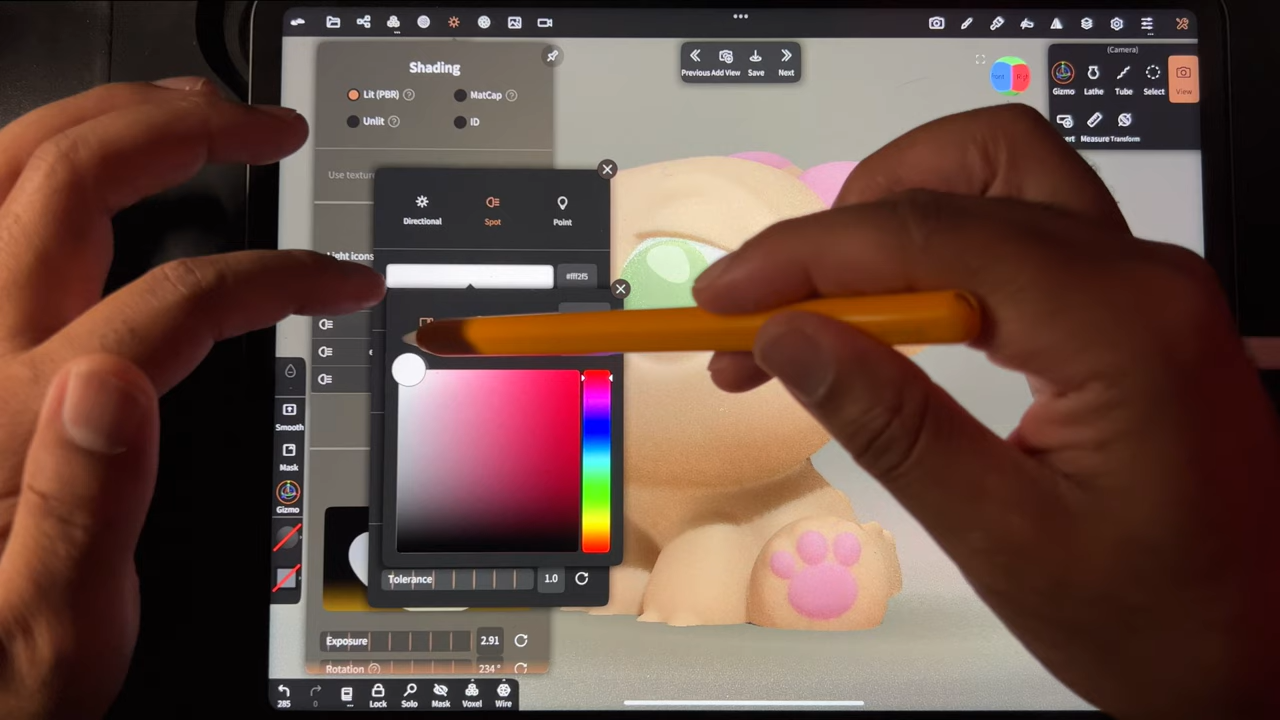 Shading
Lit (PBR)
MatCap
Unlit
ID
Use textur
Directional
Spot
Point
Light icons
#fff2f5
Tolerance
1.0
Exposure
2.91
Rotation
234°
Previous
Add View
Save
Next
(Camera)
Gizmo
Lathe
Tube
Select
View
Measure
Transform
Smooth
Mask
Gizmo
285
0
Lock
Solo
Mask
Voxel
Wire